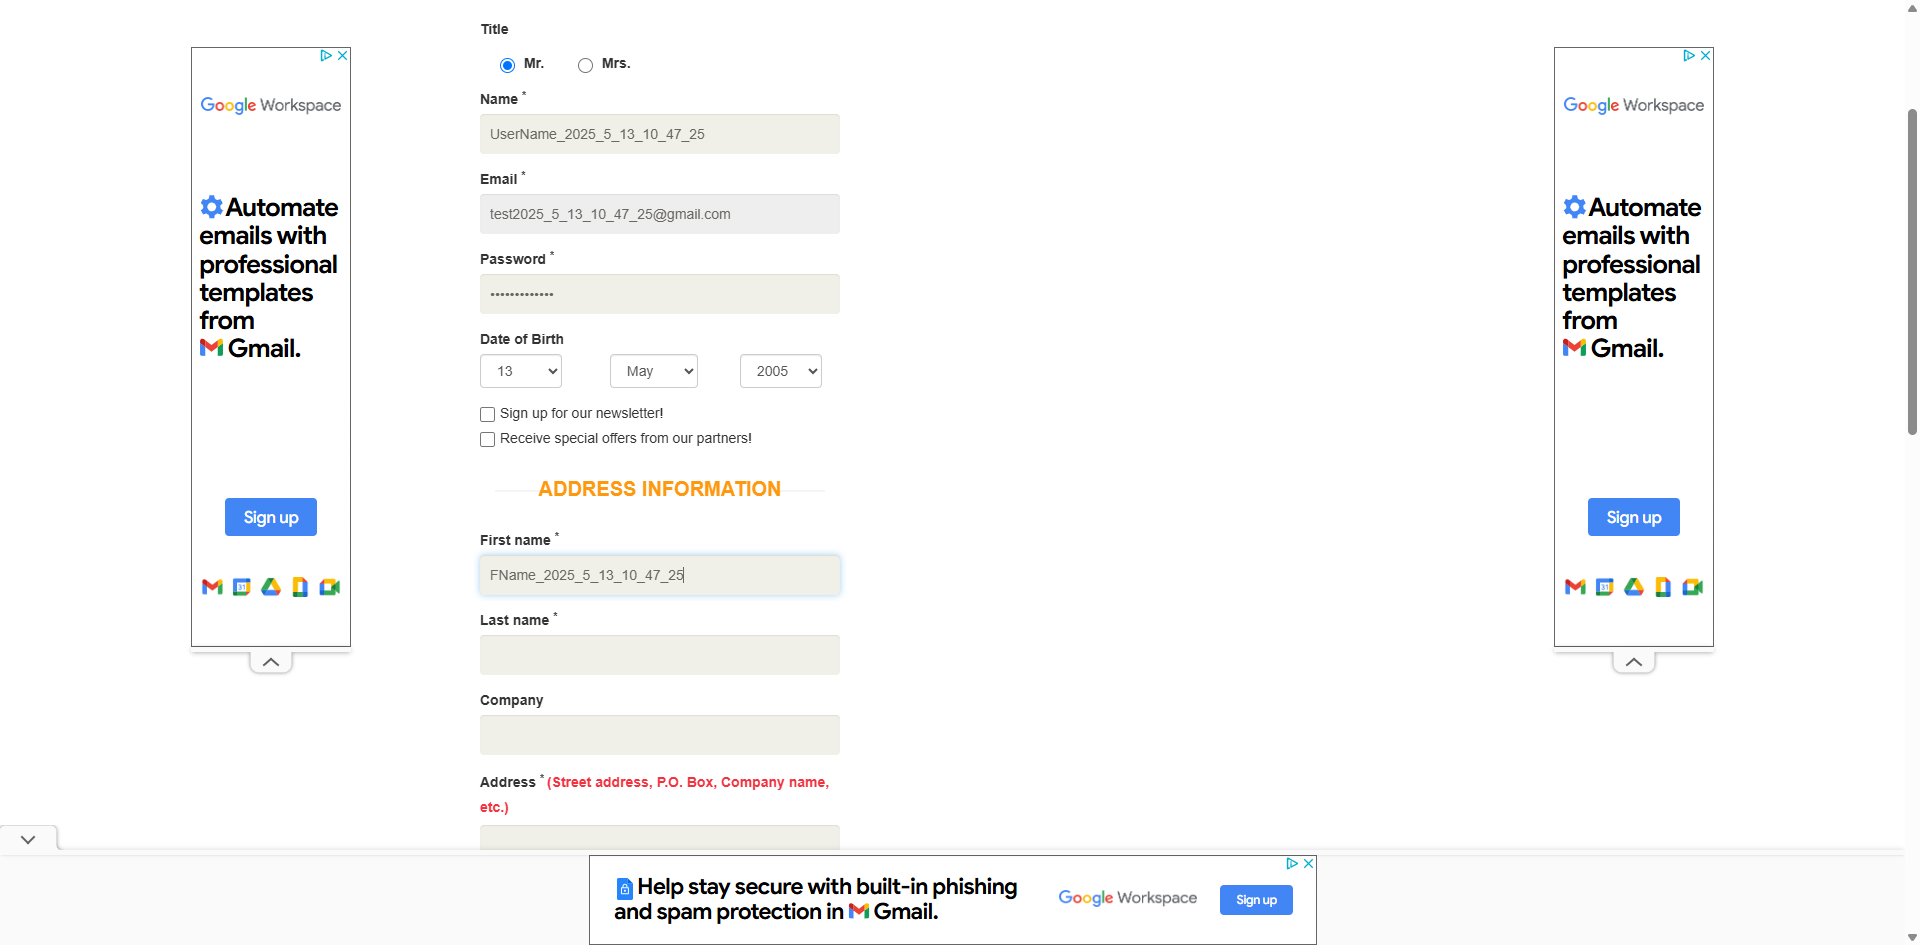 Title
Mr.
Mrs.
Name *
UserName_2025_5_13_10_47_25
Email *
test2025_5_13_10_47_25@gmail.com
Password *
•••••••••••••
Date of Birth
13
May
2005
Sign up for our newsletter!
Receive special offers from our partners!
ADDRESS INFORMATION
First name *
FName_2025_5_13_10_47_25
Last name *
Company
Address * (Street address, P.O. Box, Company name,
etc.)
Google Workspace
Automate
emails with
professional
templates
from
Gmail.
Sign up
31
Google Workspace
Automate
emails with
professional
templates
from
Gmail.
Sign up
31
Help stay secure with built-in phishing
and spam protection in Gmail.
Google Workspace
Sign up